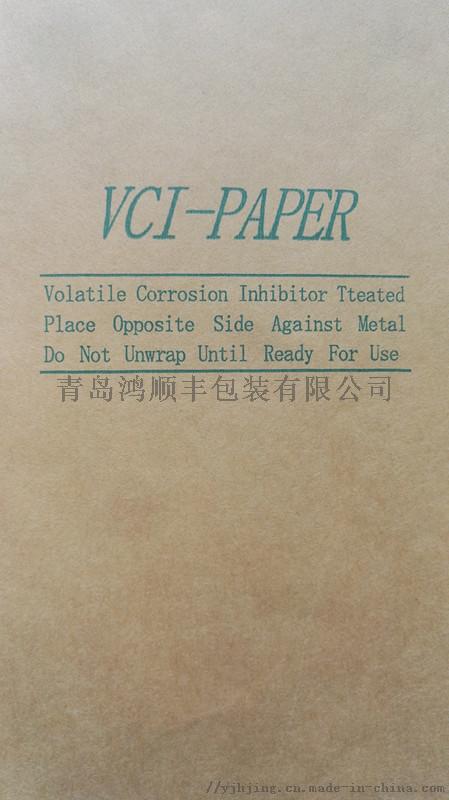 VCI-PAPER
Volatile Corrosion Inhibitor Tteated
Place Opposite Side Against Metal
Do Not Unwrap Until Ready For Use
青岛鸿顺丰包装有限公司
//yjhjing.cn.made-in-china.com/